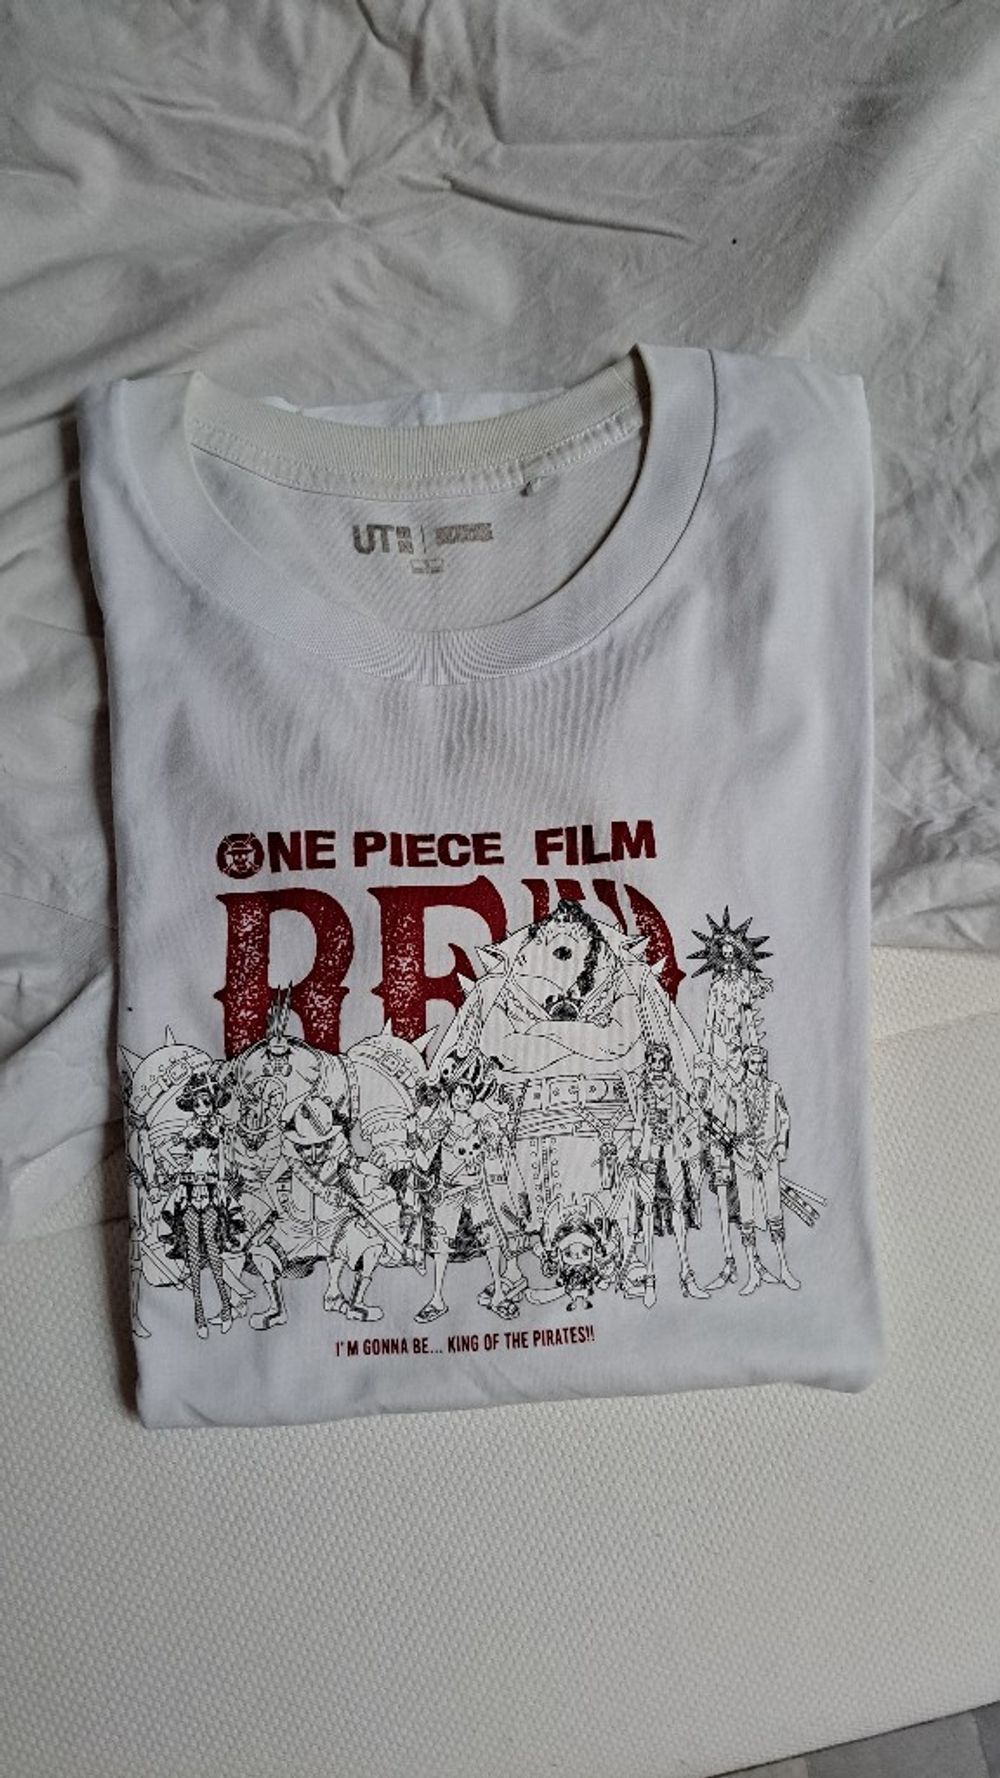 UT
ONE PIECE FILM
RED
I'M GONNA BE... KING OF THE PIRATES!!